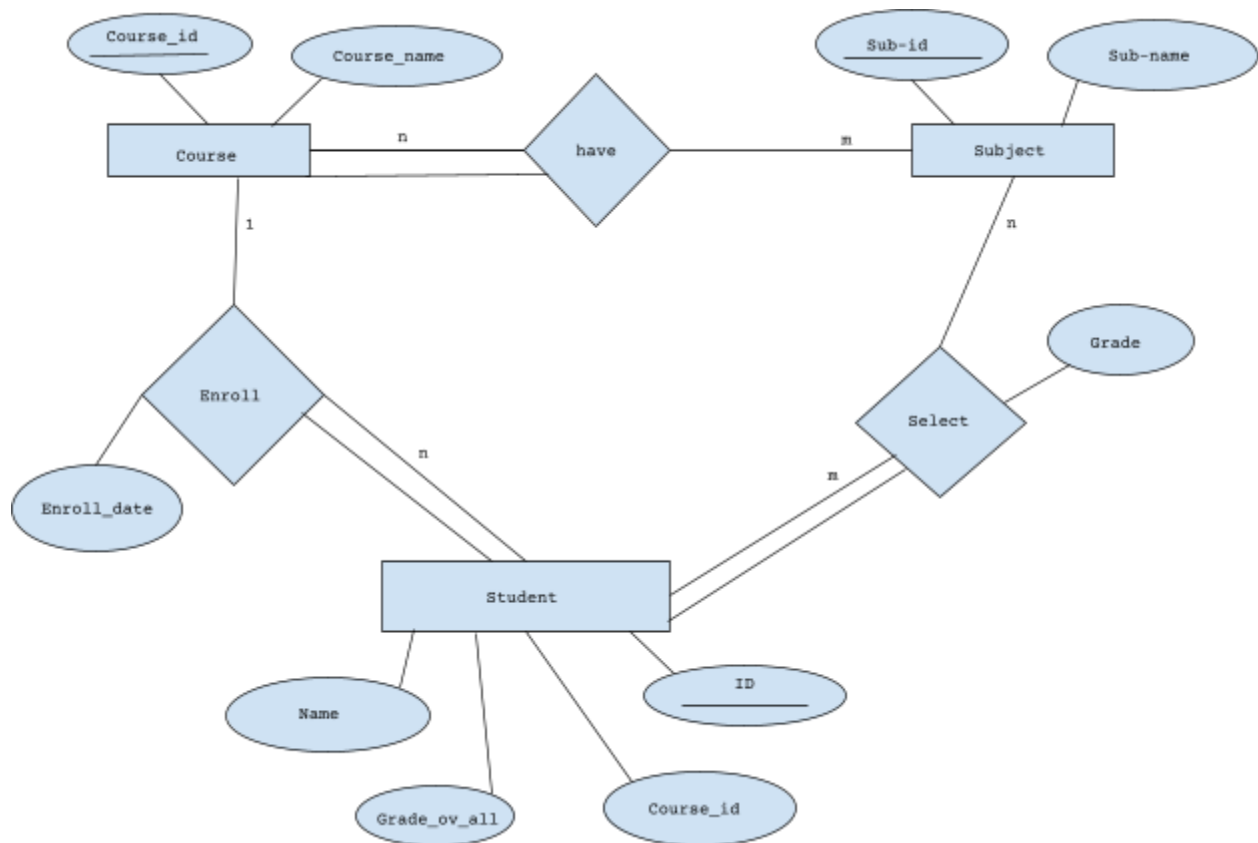 Course_id
Course_name
Sub-id
Sub-name
Course
n
have
m
Subject
1
n
Enroll
Grade
Select
n
m
Enroll_date
Student
Name
ID
Grade_ov_all
Course_id